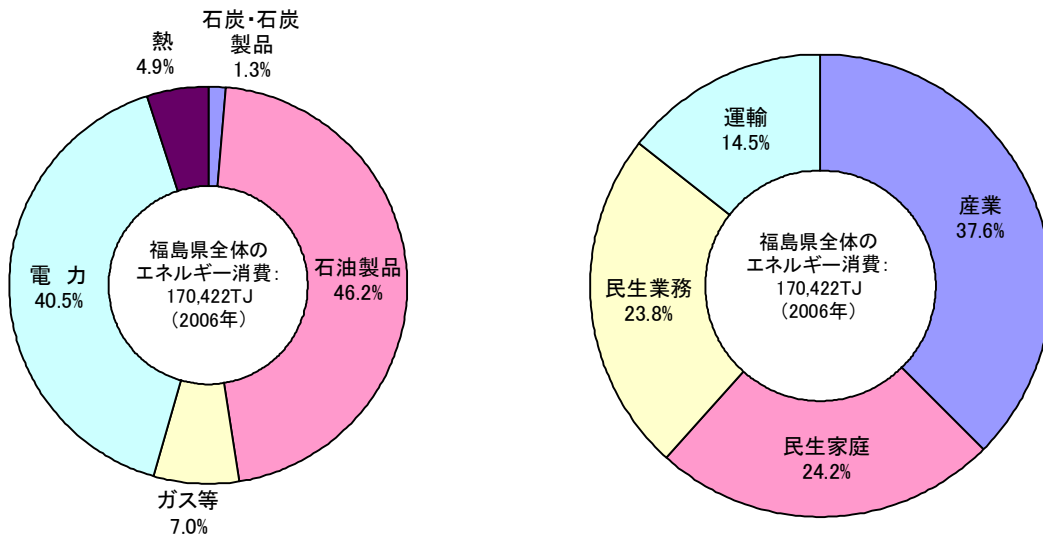 熱
4.9%
石炭・石炭
製品
1.3%
電 力
40.5%
福島県全体の
エネルギー消費:
170,422TJ
(2006年)
石油製品
46.2%
ガス等
7.0%
運輸
14.5%
産業
37.6%
福島県全体の
エネルギー消費:
170,422TJ
(2006年)
民生業務
23.8%
民生家庭
24.2%